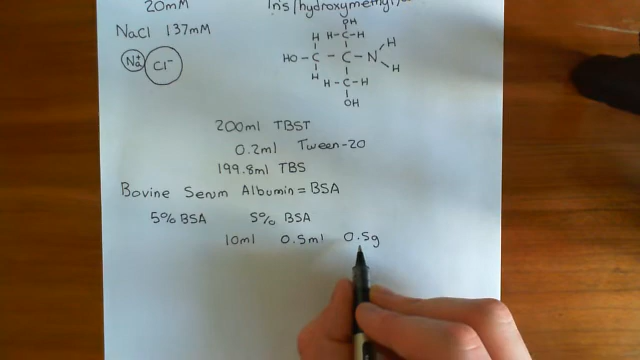 20mM
Tris(hydroxymethyl)
NaCl 137mM
Na+ Cl-
OH
H-C-H
H H
HO-C-C-N
H H
H-C-H
OH
200ml TBST
0.2ml Tween-20
199.8ml TBS
Bovine Serum Albumin = BSA
5% BSA 5% BSA
10ml 0.5ml 0.5g